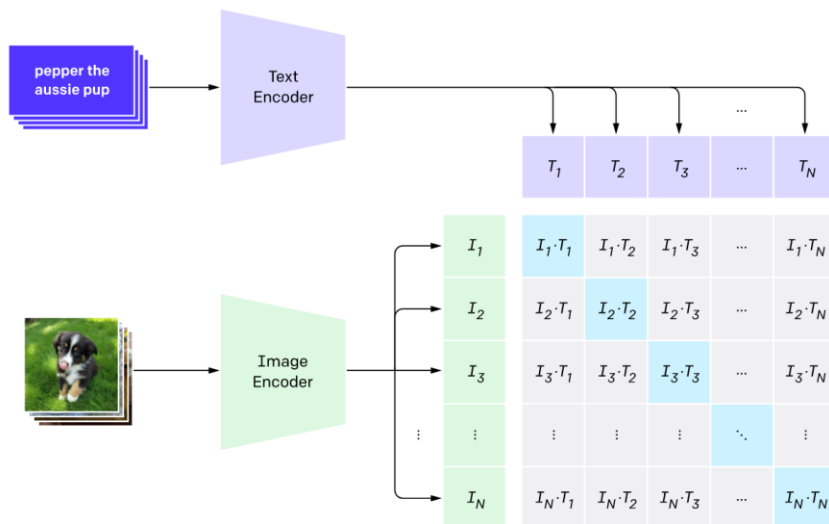 pepper the
aussie pup
Text
Encoder
...
T1 T2 T3 ... TN
I1 I1·T1 I1·T2 I1·T3 ... I1·TN
I2 I2·T1 I2·T2 I2·T3 ... I2·TN
Image
Encoder
I3 I3·T1 I3·T2 I3·T3 ... I3·TN
⋮ ⋮ ⋮ ⋮ ⋮ ⋱ ⋮
IN IN·T1 IN·T2 IN·T3 ... IN·TN